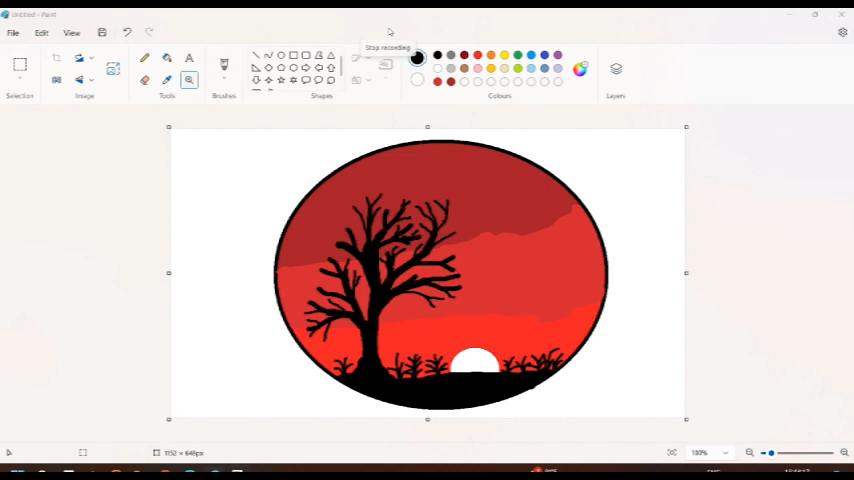 Untitled - Paint
File Edit View
Stop recording
Selection Image Tools Brushes Shapes Colours Layers
1152 × 648px
100%